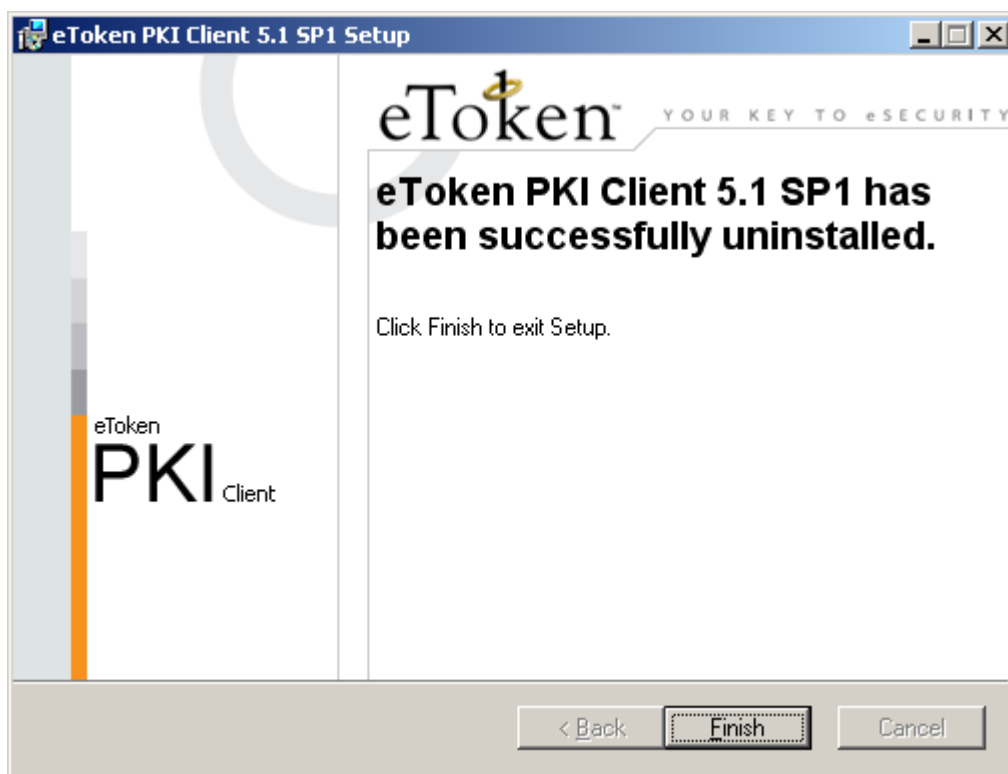 eToken PKI Client 5.1 SP1 Setup
eToken™ YOUR KEY TO eSECURITY
eToken PKI Client 5.1 SP1 has
been successfully uninstalled.
Click Finish to exit Setup.
eToken
PKI Client
< Back Finish Cancel